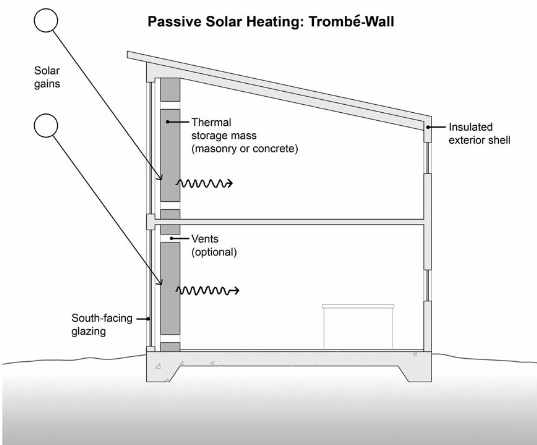 Passive Solar Heating: Trombé-Wall
Solar
gains
Thermal
storage mass
(masonry or concrete)
Insulated
exterior shell
Vents
(optional)
South-facing
glazing